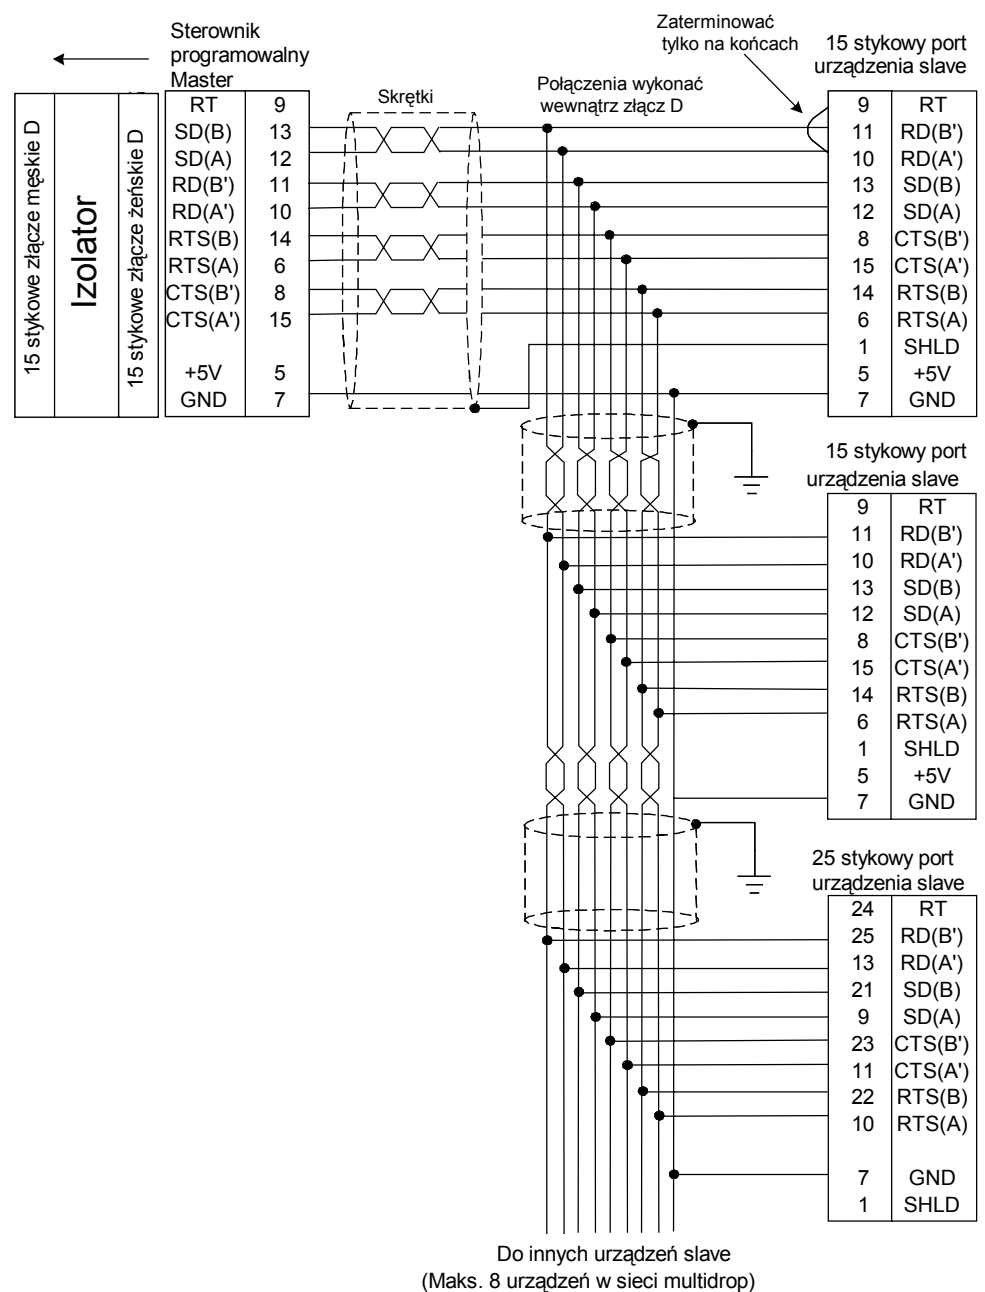 Sterownik
programowalny
Master
Zaterminować
tylko na końcach
15 stykowy port
urządzenia slave
Skrętki
Połączenia wykonać
wewnątrz złącz D
15 stykowe złącze męskie D
Izolator
15 stykowe złącze żeńskie D
RT 9
SD(B) 13
SD(A) 12
RD(B') 11
RD(A') 10
RTS(B) 14
RTS(A) 6
CTS(B') 8
CTS(A') 15
+5V 5
GND 7
9 RT
11 RD(B')
10 RD(A')
13 SD(B)
12 SD(A)
8 CTS(B')
15 CTS(A')
14 RTS(B)
6 RTS(A)
1 SHLD
5 +5V
7 GND
15 stykowy port
urządzenia slave
9 RT
11 RD(B')
10 RD(A')
13 SD(B)
12 SD(A)
8 CTS(B')
15 CTS(A')
14 RTS(B)
6 RTS(A)
1 SHLD
5 +5V
7 GND
25 stykowy port
urządzenia slave
24 RT
25 RD(B')
13 RD(A')
21 SD(B)
9 SD(A)
23 CTS(B')
11 CTS(A')
22 RTS(B)
10 RTS(A)
7 GND
1 SHLD
Do innych urządzeń slave
(Maks. 8 urządzeń w sieci multidrop)